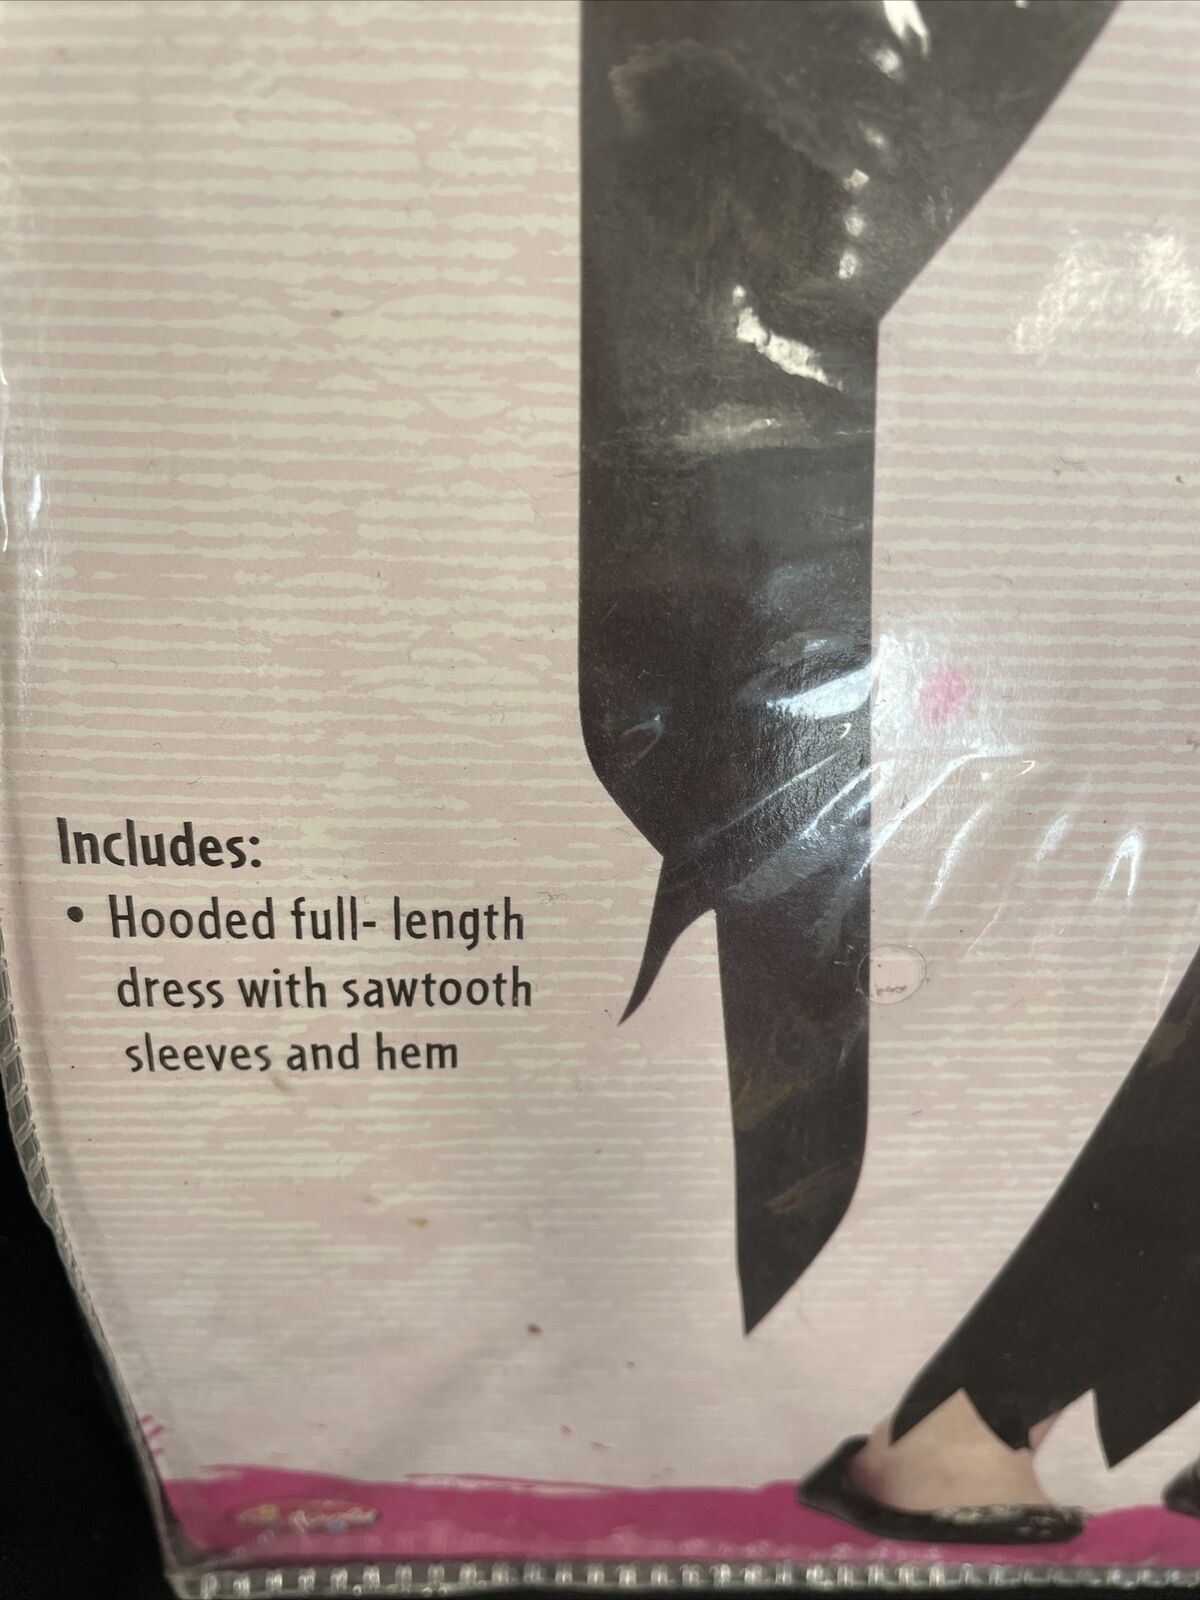 Includes:
• Hooded full- length
dress with sawtooth
sleeves and hem